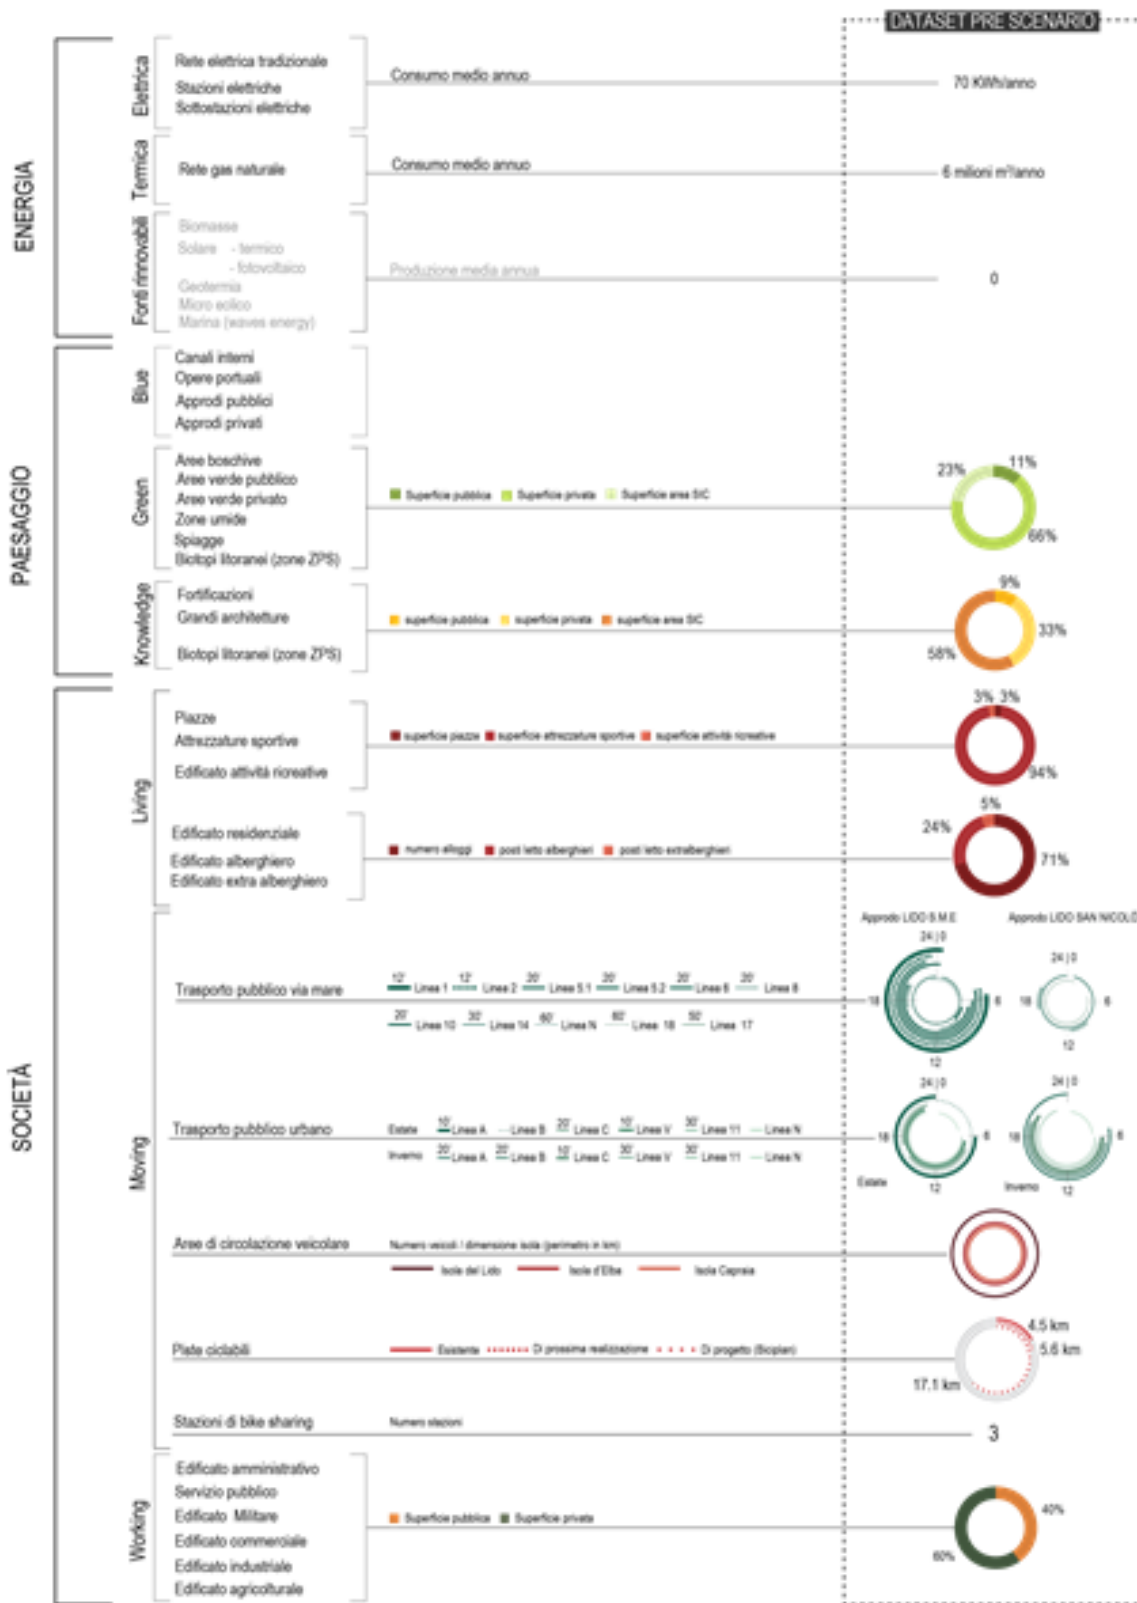 DATASET PRE SCENARIO
ENERGIA
Elettrica
Rete elettrica tradizionale
Stazioni elettriche
Sottostazioni elettriche
Consumo medio annuo
70 KWh/anno
Termica
Rete gas naturale
Consumo medio annuo
6 milioni m³/anno
Fonti rinnovabili
Biomasse
Solare - termico
- fotovoltaico
Geotermia
Micro eolico
Marina (waves energy)
Produzione media annua
0
PAESAGGIO
Blue
Canali interni
Opere portuali
Approdi pubblici
Approdi privati
Green
Aree boschive
Aree verde pubblico
Aree verde privato
Zone umide
Spiagge
Biotopi litoranei (zone ZPS)
Superficie pubblica Superficie privata Superficie area SIC
23% 11%
66%
Knowledge
Fortificazioni
Grandi architetture
Biotopi litoranei (zone ZPS)
superficie pubblica superficie privata superficie area SIC
9%
33%
58%
SOCIETÀ
Living
Piazze
Attrezzature sportive
Edificato attività ricreative
superficie piazze superficie attrezzature sportive superficie attività ricreative
3% 3%
94%
Edificato residenziale
Edificato alberghiero
Edificato extra alberghiero
numero alloggi posti letto alberghieri posti letto extralberghieri
5%
24%
71%
Moving
Approdo LIDO S.M.E Approdo LIDO SAN NICOLÒ
24 | 0 24 | 0
Trasporto pubblico via mare
12' Linea 1 12' Linea 2 20' Linea 5.1 20' Linea 5.2 20' Linea 6 20' Linea 8
20' Linea 10 30' Linea 14 60' Linea N 60' Linea 18 50' Linea 17
18 6 18 6
12 12
24 | 0 24 | 0
Trasporto pubblico urbano
Estate 10' Linea A Linea B 20' Linea C 10' Linea V 30' Linea 11 Linea N
Inverno 20' Linea A 20' Linea B 10' Linea C 30' Linea V 30' Linea 11 Linea N
18 6 18 6
Estate 12 Inverno 12
Aree di circolazione veicolare
Numero veicoli / dimensione isola (perimetro in km)
Isola del Lido Isola d'Elba Isola Capraia
Piste ciclabili
Esistente Di prossima realizzazione Di progetto (Biciplan)
4.5 km
5.6 km
17.1 km
Stazioni di bike sharing
Numero stazioni
3
Working
Edificato amministrativo
Servizio pubblico
Edificato Militare
Edificato commerciale
Edificato industriale
Edificato agricolturale
Superficie pubblica Superficie privata
40%
60%